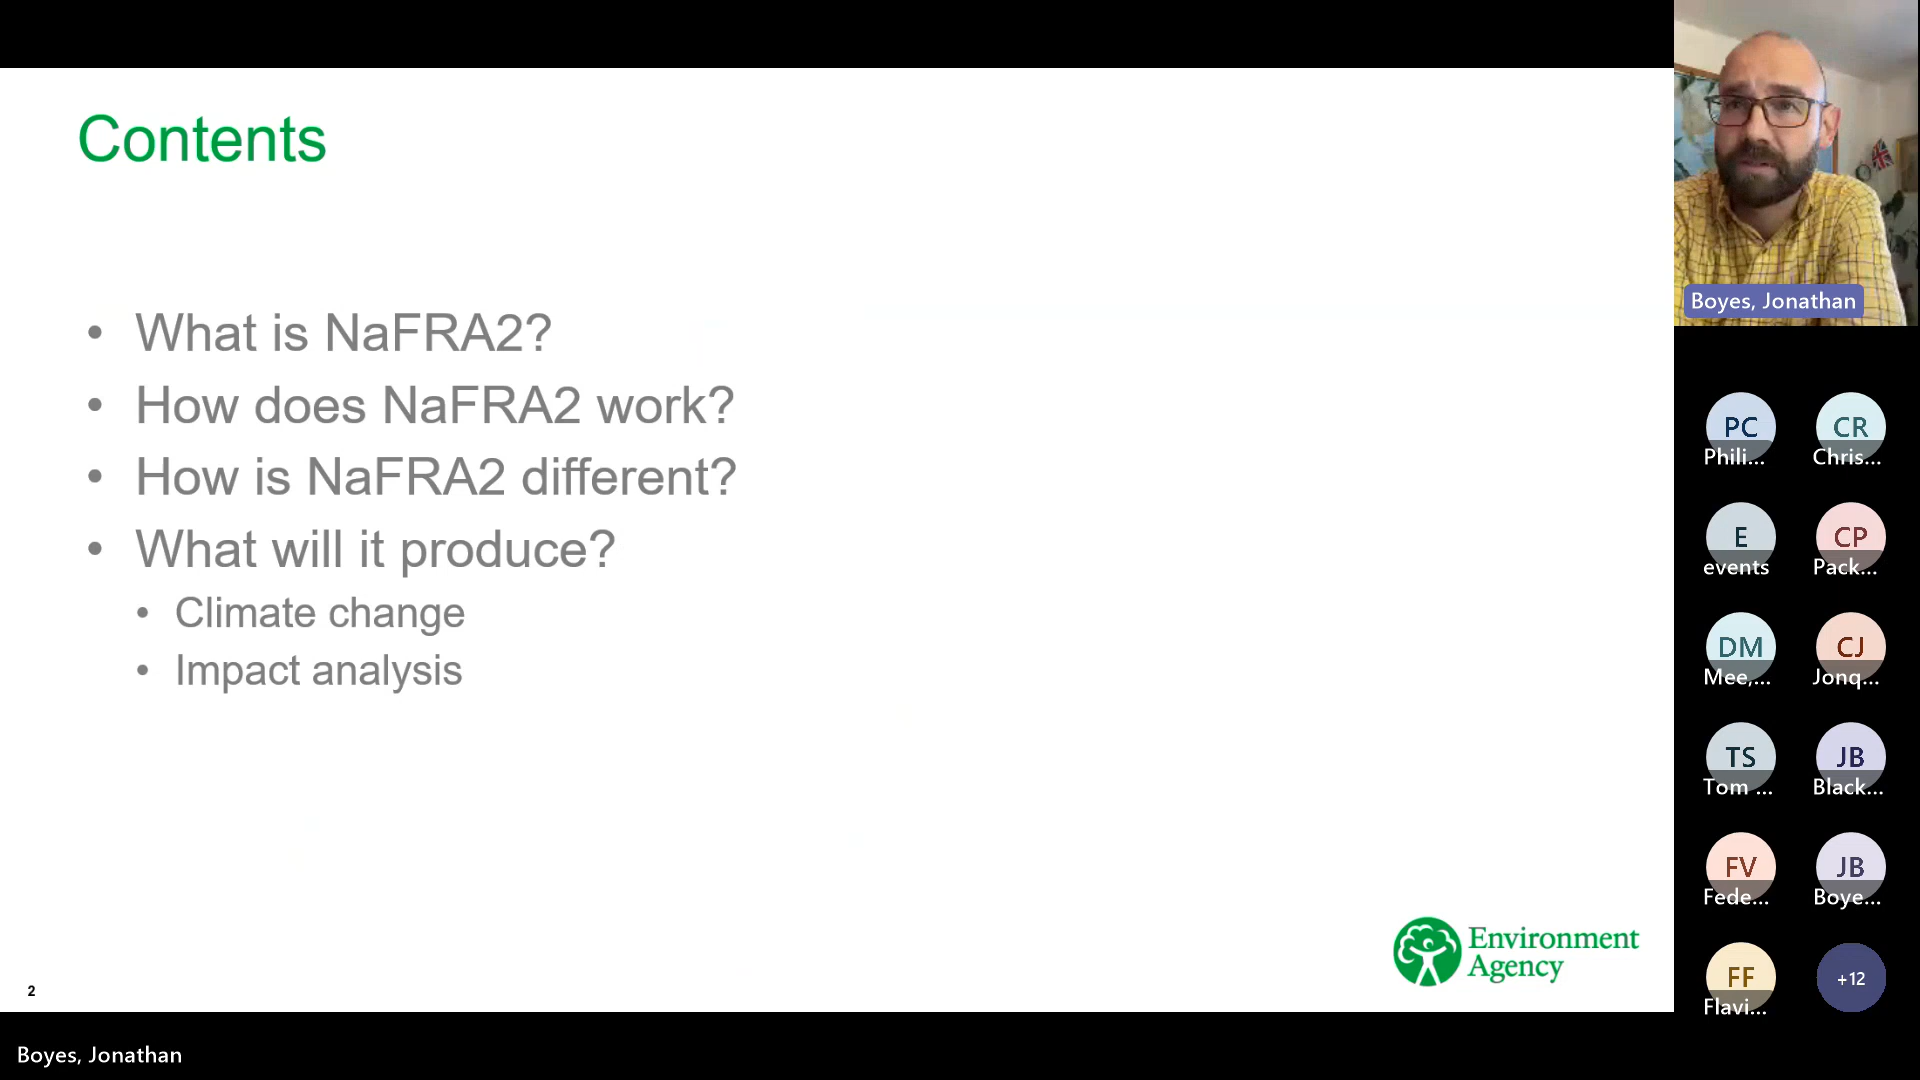 Contents
• What is NaFRA2?
• How does NaFRA2 work?
• How is NaFRA2 different?
• What will it produce?
• Climate change
• Impact analysis
Environment
Agency
2
Boyes, Jonathan
Boyes, Jonathan
PC
Phili...
CR
Chris...
E
events
CP
Pack...
DM
Mee,...
CJ
Jonq...
TS
Tom ...
JB
Black...
FV
Fede...
JB
Boye...
FF
Flavi...
+12